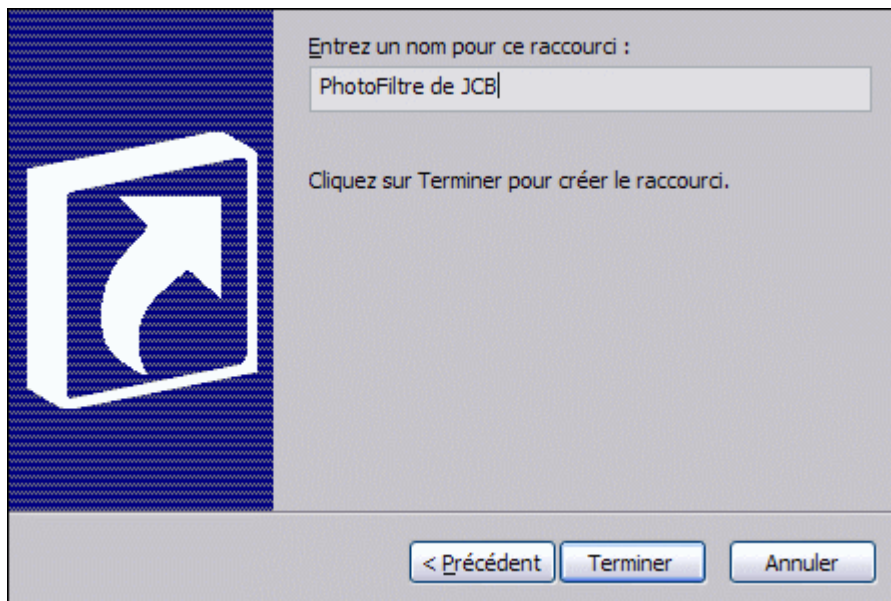 Entrez un nom pour ce raccourci :
PhotoFiltre de JCB
Cliquez sur Terminer pour créer le raccourci.
< Précédent
Terminer
Annuler